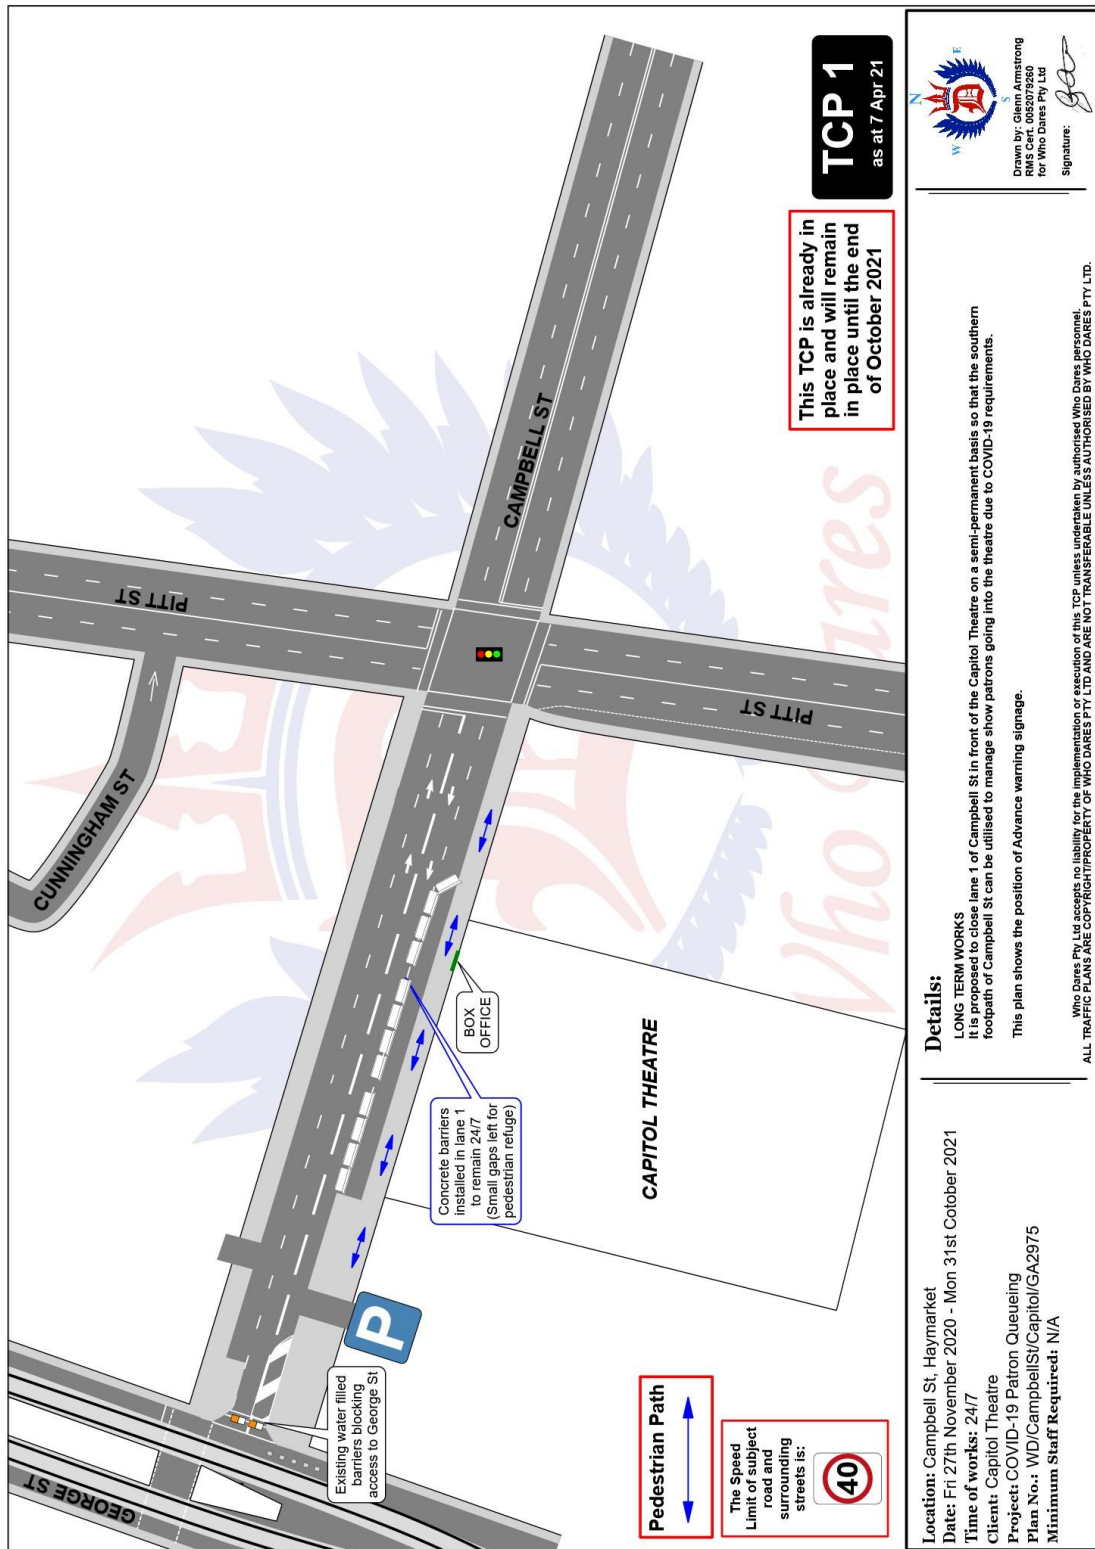 GEORGE ST
CUNNINGHAM ST
PITT ST
CAMPBELL ST
PITT ST
TCP 1
as at 7 Apr 21
This TCP is already in
place and will remain
in place until the end
of October 2021
Existing water filled
barriers blocking
access to George St
P
Concrete barriers
installed in lane 1
to remain 24/7
(Small gaps left for
pedestrian refuge)
BOX
OFFICE
CAPITOL THEATRE
Who Dares
Pedestrian Path
The Speed
Limit of subject
road and
surrounding
streets is:
40
Location: Campbell St, Haymarket
Date: Fri 27th November 2020 - Mon 31st Cotober 2021
Time of works: 24/7
Client: Capitol Theatre
Project: COVID-19 Patron Queueing
Plan No.: WD/CampbellSt/Capitol/GA2975
Minimum Staff Required: N/A
Details:
LONG TERM WORKS
It is proposed to close lane 1 of Campbell St in front of the Capitol Theatre on a semi-permanent basis so that the southern
footpath of Campbell St can be utilised to manage show patrons going into the theatre due to COVID-19 requirements.
This plan shows the position of Advance warning signage.
Who Dares Pty Ltd accepts no liability for the implementation or execution of this TCP unless undertaken by authorised Who Dares personnel.
ALL TRAFFIC PLANS ARE COPYRIGHT/PROPERTY OF WHO DARES PTY LTD AND ARE NOT TRANSFERABLE UNLESS AUTHORISED BY WHO DARES PTY LTD.
N
W
E
S
Drawn by: Glenn Armstrong
RMS Cert. 0052079260
for Who Dares Pty Ltd
Signature: